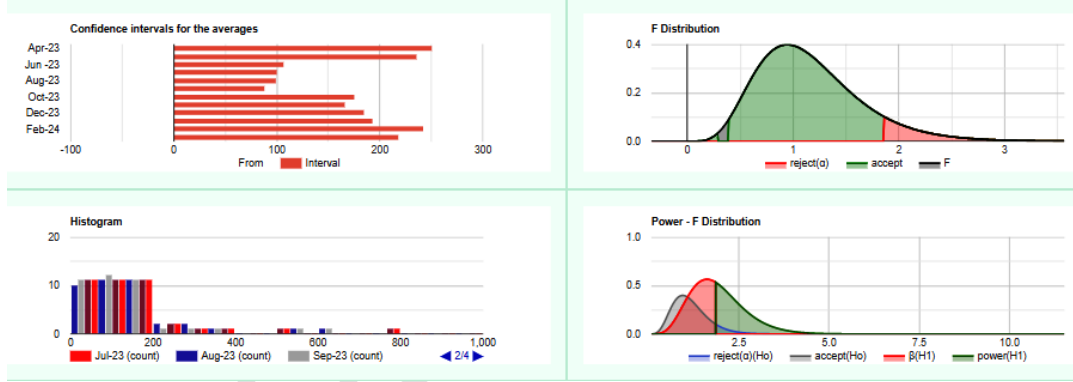 Confidence intervals for the averages
Apr-23
Jun -23
Aug-23
Oct-23
Dec-23
Feb-24
-100 0 100 200 300
From Interval
F Distribution
0.4
0.2
0.0
0 1 2 3
reject(α) accept F
Histogram
20
10
0
0 200 400 600 800 1,000
Jul-23 (count) Aug-23 (count) Sep-23 (count) 2/4
Power - F Distribution
1.0
0.5
0.0
2.5 5.0 7.5 10.0
reject(α)(Ho) accept(Ho) β(H1) power(H1)